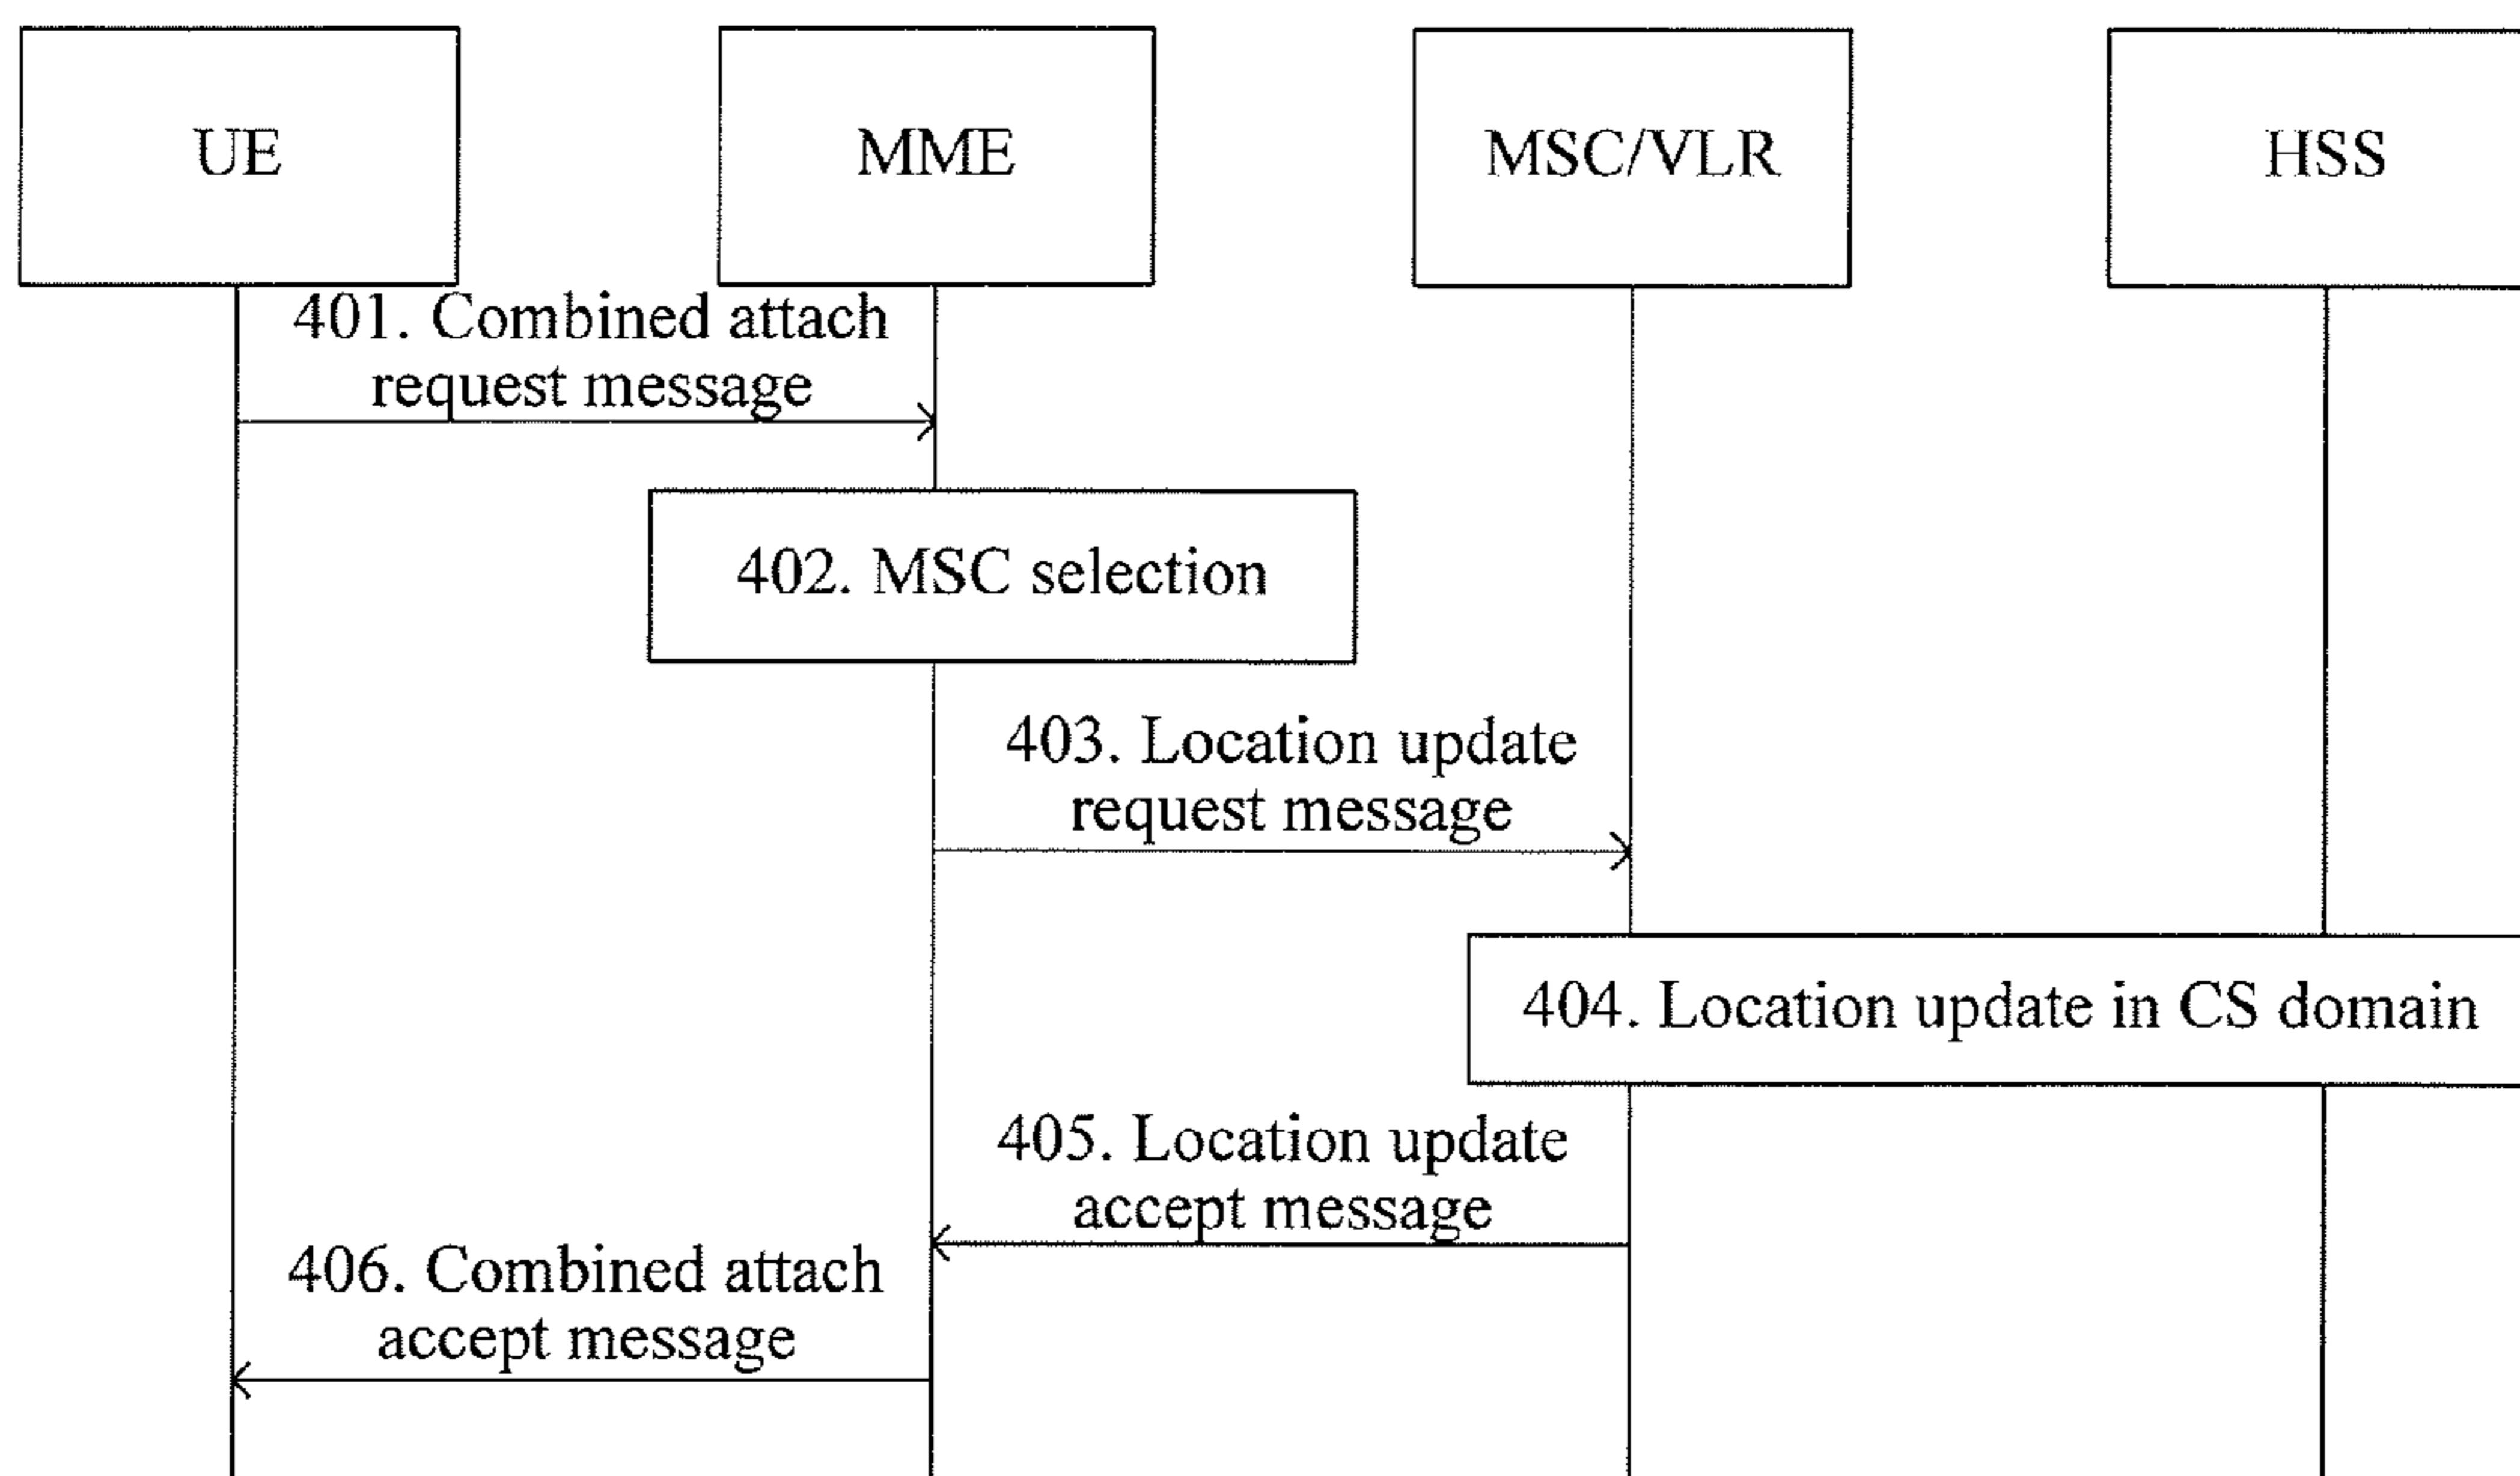 UE
MME
MSC/VLR
HSS
401. Combined attach
request message
402. MSC selection
403. Location update
request message
404. Location update in CS domain
405. Location update
accept message
406. Combined attach
accept message